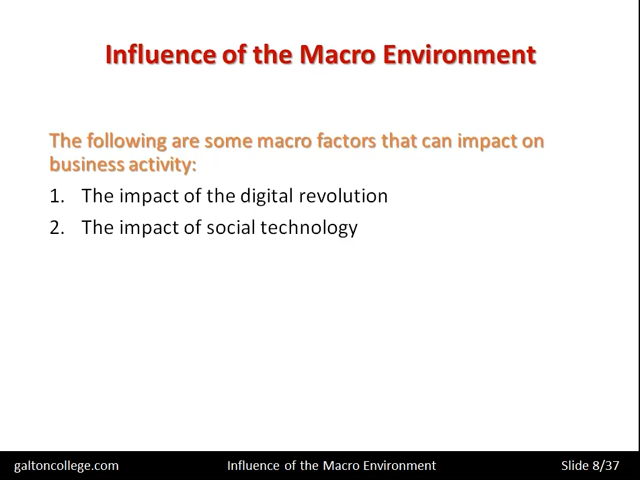 Influence of the Macro Environment
The following are some macro factors that can impact on
business activity:
1. The impact of the digital revolution
2. The impact of social technology
galtoncollege.com Influence of the Macro Environment Slide 8/37